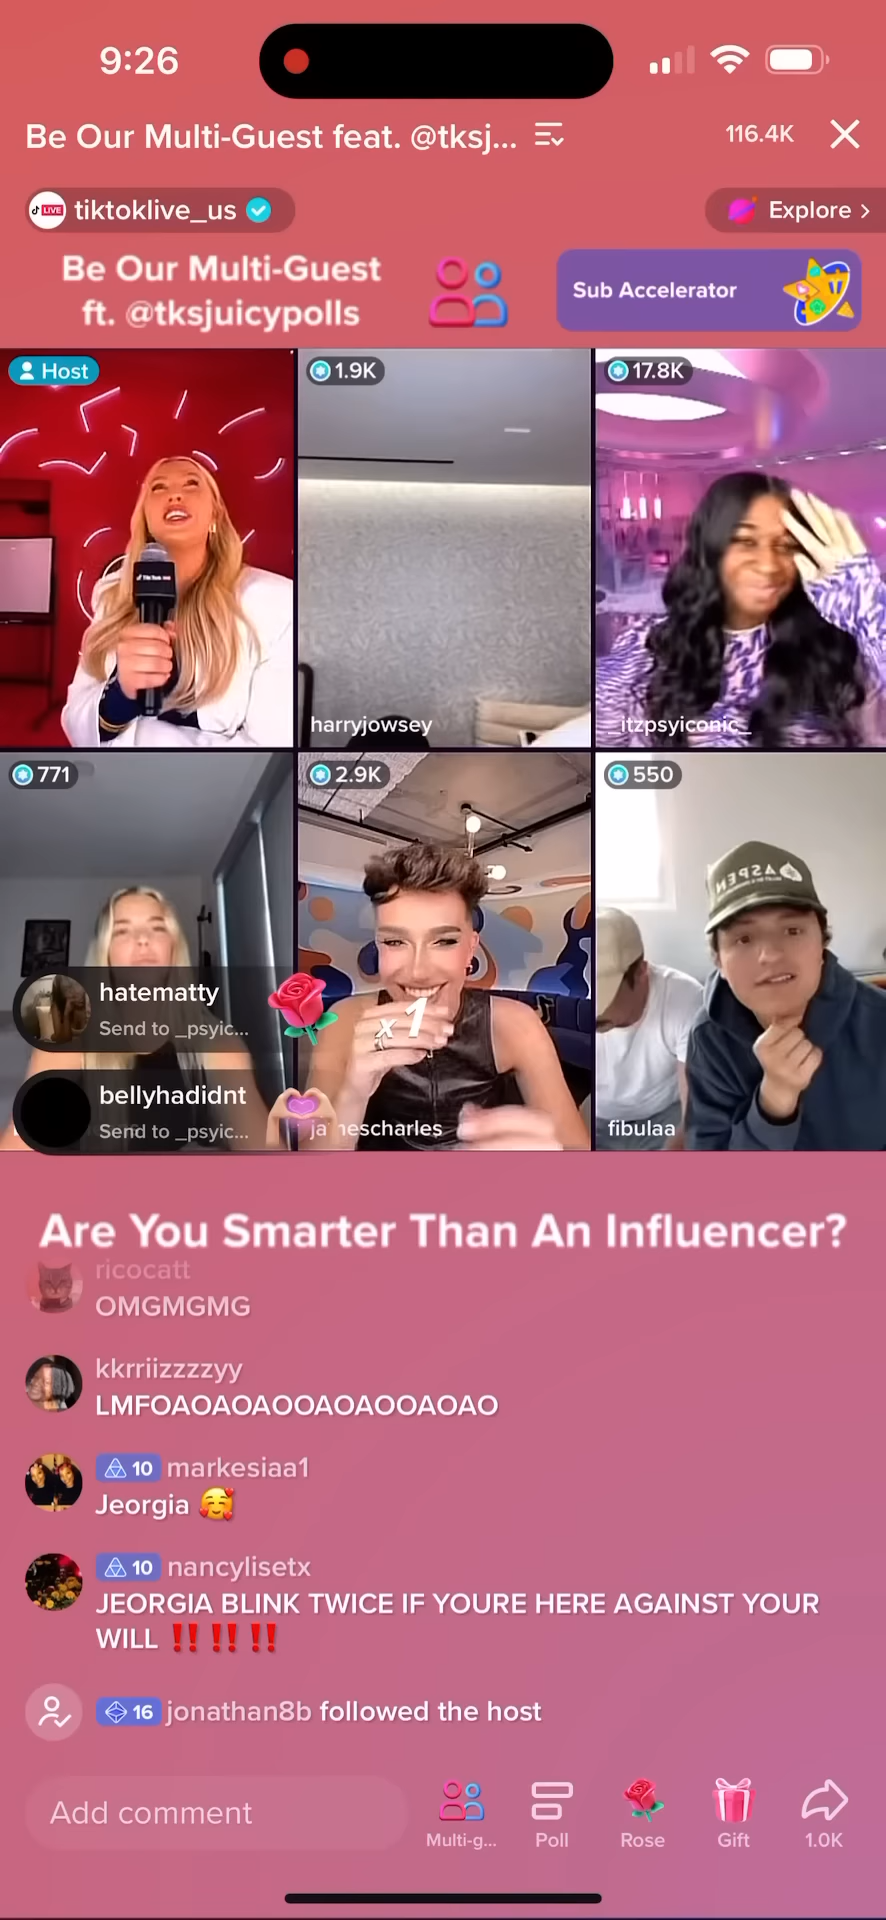 9:26
Be Our Multi-Guest feat. @tksj...
116.4K
LIVE
tiktoklive_us
Explore >
Be Our Multi-Guest
ft. @tksjuicypolls
Sub Accelerator
Host
1.9K
17.8K
TikTok
harryjowsey
_itzpsyiconic_
771
2.9K
550
ASPEN
hatematty
Send to _psyic...
x1
bellyhadidnt
Send to _psyic...
fibulaa
Are You Smarter Than An Influencer?
ricocatt
OMGMGMG
kkrriizzzzyy
LMFOAOAOAOOAOAOOAOAO
10 markesiaa1
Jeorgia 🥰
10 nancylisetx
JEORGIA BLINK TWICE IF YOURE HERE AGAINST YOUR
WILL ‼️‼️‼️
16 jonathan8b followed the host
Add comment
Multi-g...
Poll
Rose
Gift
1.0K